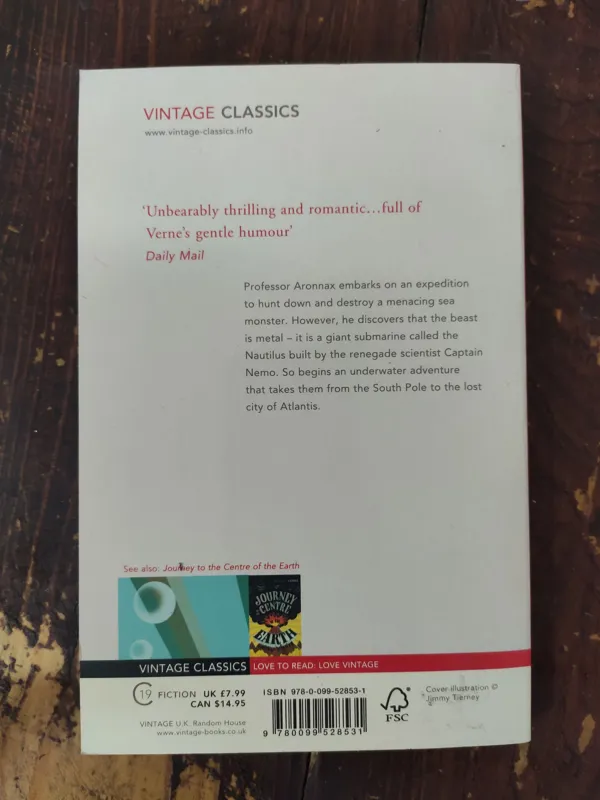 VINTAGE CLASSICS
www.vintage-classics.info
'Unbearably thrilling and romantic...full of
Verne's gentle humour'
Daily Mail
Professor Aronnax embarks on an expedition
to hunt down and destroy a menacing sea
monster. However, he discovers that the beast
is metal – it is a giant submarine called the
Nautilus built by the renegade scientist Captain
Nemo. So begins an underwater adventure
that takes them from the South Pole to the lost
city of Atlantis.
See also: Journey to the Centre of the Earth
JOURNEY
CENTRE
EARTH
VINTAGE CLASSICS LOVE TO READ: LOVE VINTAGE
C19 FICTION UK £7.99
CAN $14.95
VINTAGE U.K. Random House
www.vintage-books.co.uk
ISBN 978-0-099-52853-1
9 780099 528531
FSC
Cover illustration ©
Jimmy Tierney